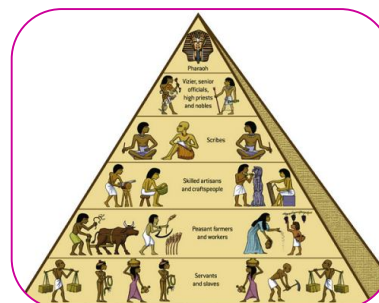 Pharaoh
Vizier, senior
officials,
high priests
and nobles
Scribes
Skilled artisans
and craftspeople
Peasant farmers
and workers
Servants
and slaves